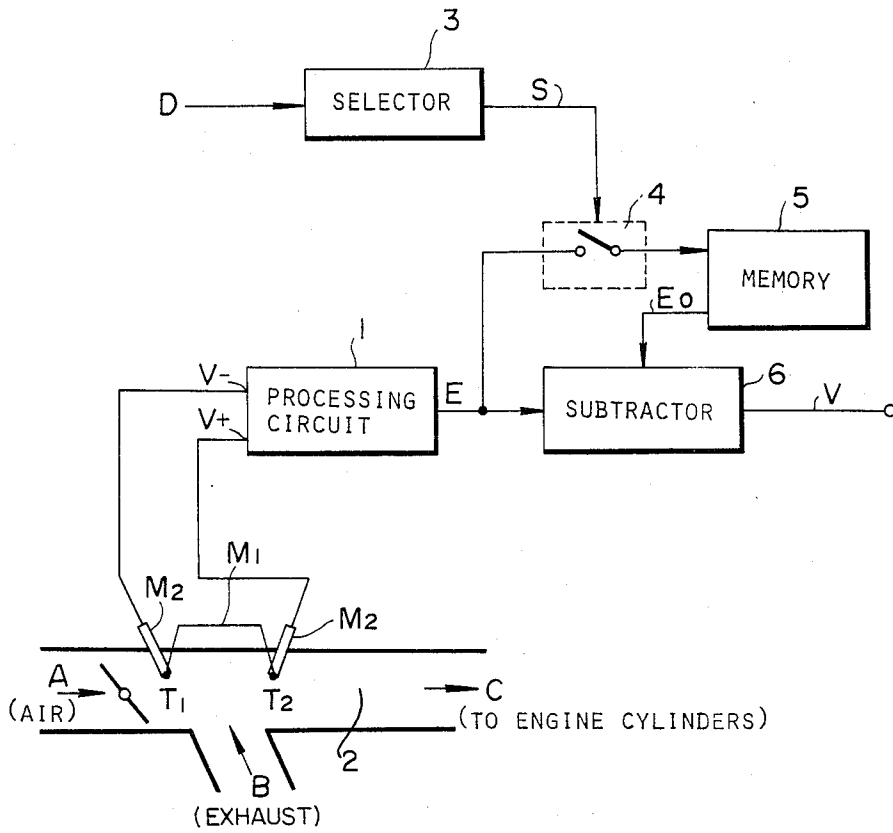 3
D
SELECTOR
S
4
5
MEMORY
E0
1
V-
V+
PROCESSING
CIRCUIT
E
6
SUBTRACTOR
V
M1
M2
M2
A
(AIR)
T1
T2
C
(TO ENGINE CYLINDERS)
2
B
(EXHAUST)